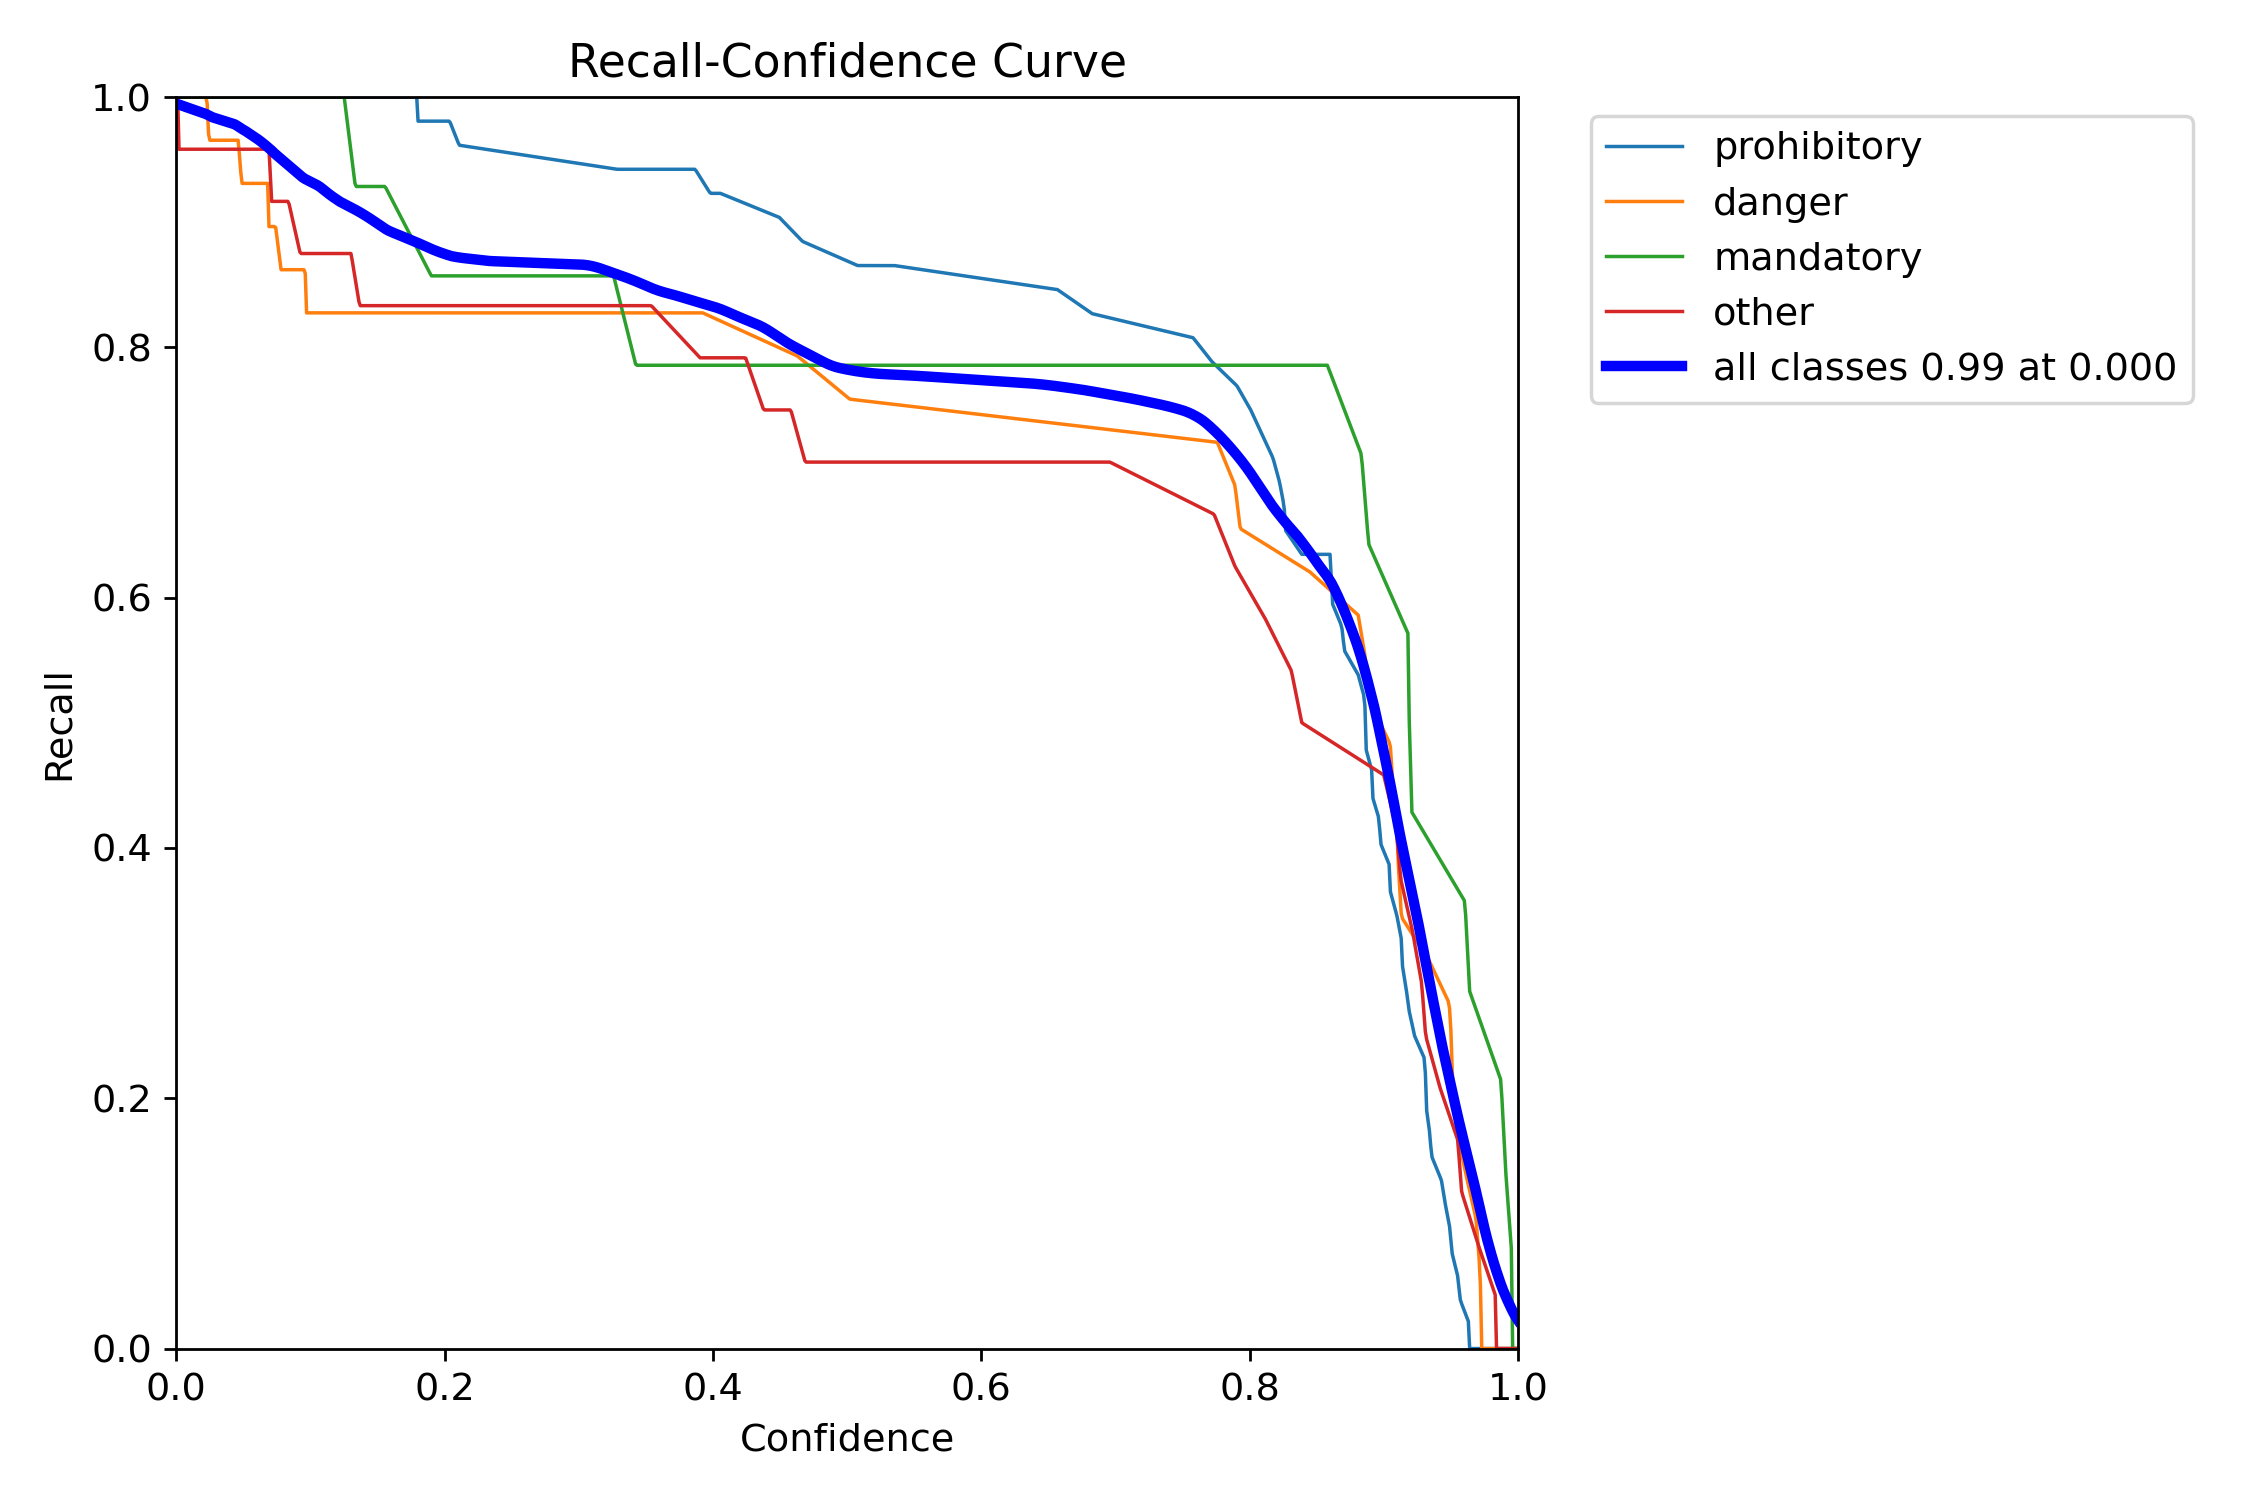 Recall-Confidence Curve
1.0
0.8
0.6
0.4
0.2
0.0
Recall
0.0 0.2 0.4 0.6 0.8 1.0
Confidence
prohibitory
danger
mandatory
other
all classes 0.99 at 0.000